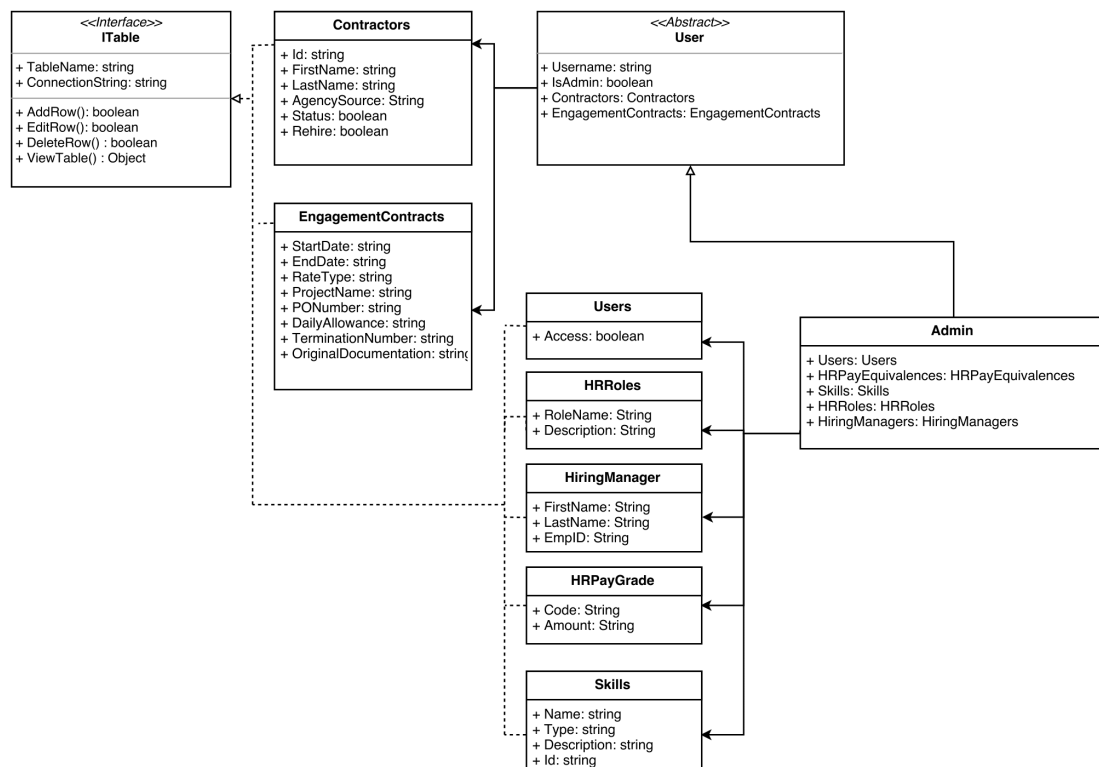 <<Interface>>
ITable
+ TableName: string
+ ConnectionString: string
+ AddRow(): boolean
+ EditRow(): boolean
+ DeleteRow() : boolean
+ ViewTable() : Object
Contractors
+ Id: string
+ FirstName: string
+ LastName: string
+ AgencySource: String
+ Status: boolean
+ Rehire: boolean
<<Abstract>>
User
+ Username: string
+ IsAdmin: boolean
+ Contractors: Contractors
+ EngagementContracts: EngagementContracts
EngagementContracts
+ StartDate: string
+ EndDate: string
+ RateType: string
+ ProjectName: string
+ PONumber: string
+ DailyAllowance: string
+ TerminationNumber: string
+ OriginalDocumentation: string
Users
+ Access: boolean
HRRoles
+ RoleName: String
+ Description: String
HiringManager
+ FirstName: String
+ LastName: String
+ EmpID: String
HRPayGrade
+ Code: String
+ Amount: String
Skills
+ Name: string
+ Type: string
+ Description: string
+ Id: string
Admin
+ Users: Users
+ HRPayEquivalences: HRPayEquivalences
+ Skills: Skills
+ HRRoles: HRRoles
+ HiringManagers: HiringManagers